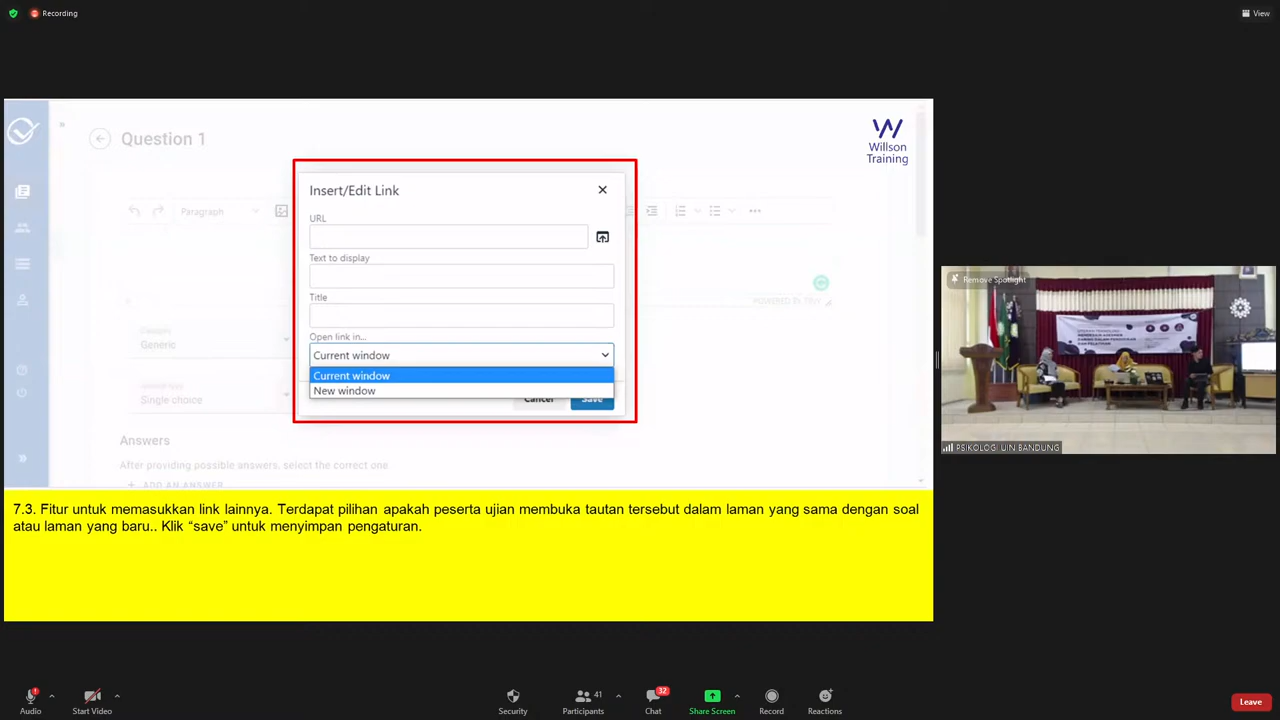 Recording
View
Question 1
Willson
Training
Insert/Edit Link
URL
Paragraph
Text to display
Title
POWERED BY TINY
Open link in...
Current window
Current window
New window
Cancel
Save
Category
Generic
Single choice
Answers
After providing possible answers, select the correct one
+ ADD AN ANSWER
7.3. Fitur untuk memasukkan link lainnya. Terdapat pilihan apakah peserta ujian membuka tautan tersebut dalam laman yang sama dengan soal
atau laman yang baru.. Klik “save” untuk menyimpan pengaturan.
Remove Spotlight
PSIKOLOGI UIN BANDUNG
Audio
Start Video
Security
Participants
41
Chat
32
Share Screen
Record
Reactions
Leave